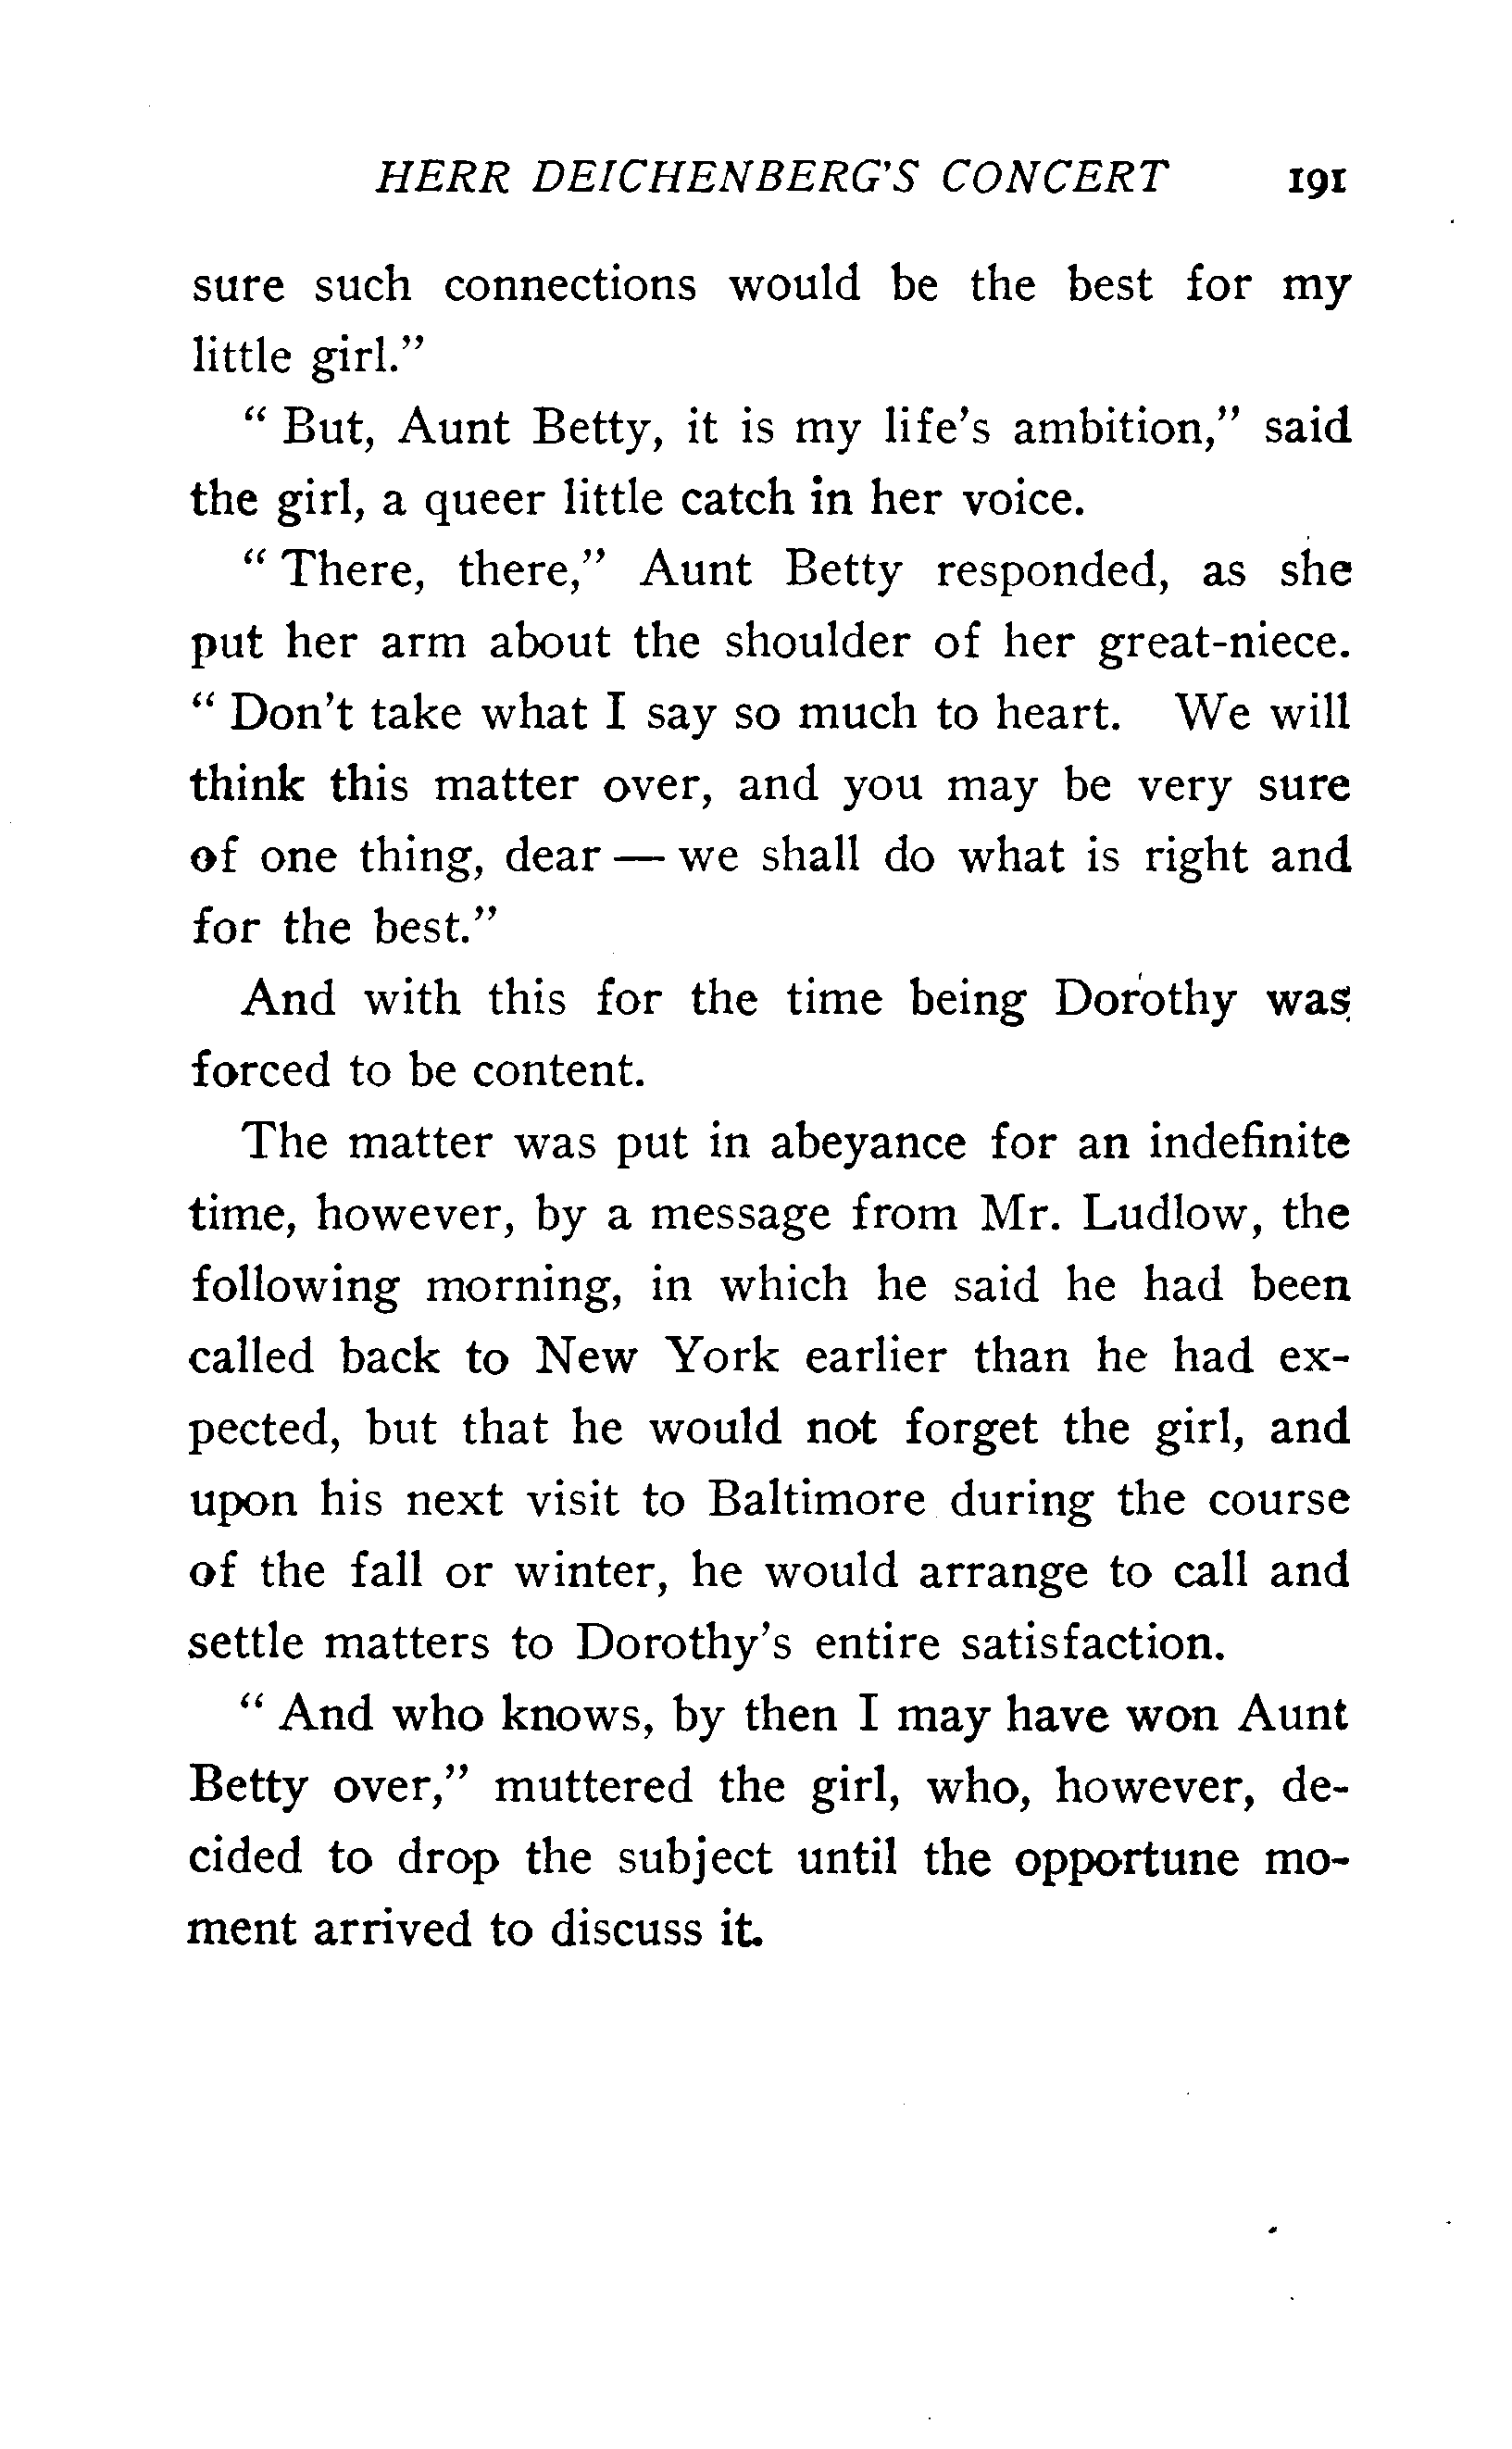 HERR DEICHENBERG'S CONCERT 191
sure such connections would be the best for my
little girl."
" But, Aunt Betty, it is my life's ambition," said
the girl, a queer little catch in her voice.
" There, there," Aunt Betty responded, as she
put her arm about the shoulder of her great-niece.
" Don't take what I say so much to heart. We will
think this matter over, and you may be very sure
of one thing, dear — we shall do what is right and
for the best."
And with this for the time being Dorothy was
forced to be content.
The matter was put in abeyance for an indefinite
time, however, by a message from Mr. Ludlow, the
following morning, in which he said he had been
called back to New York earlier than he had ex-
pected, but that he would not forget the girl, and
upon his next visit to Baltimore during the course
of the fall or winter, he would arrange to call and
settle matters to Dorothy's entire satisfaction.
" And who knows, by then I may have won Aunt
Betty over," muttered the girl, who, however, de-
cided to drop the subject until the opportune mo-
ment arrived to discuss it.